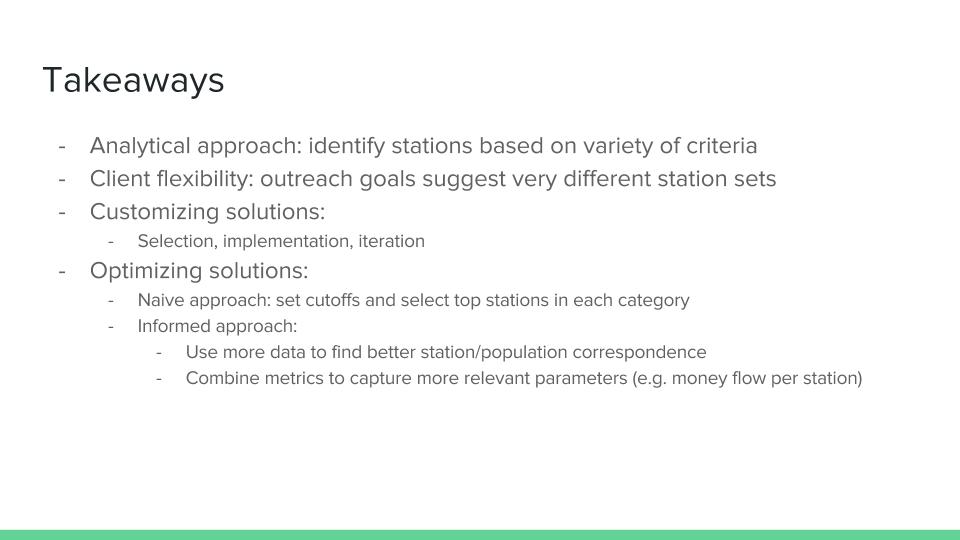 Takeaways
- Analytical approach: identify stations based on variety of criteria
- Client flexibility: outreach goals suggest very different station sets
- Customizing solutions:
- Selection, implementation, iteration
- Optimizing solutions:
- Naive approach: set cutoffs and select top stations in each category
- Informed approach:
- Use more data to find better station/population correspondence
- Combine metrics to capture more relevant parameters (e.g. money flow per station)